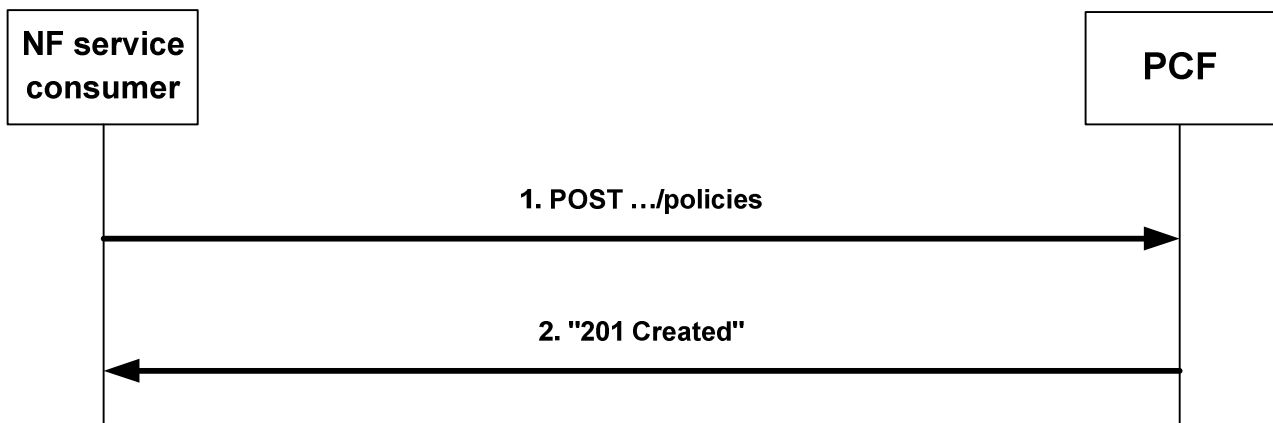 NF service
consumer
PCF
1. POST …/policies
2. "201 Created"